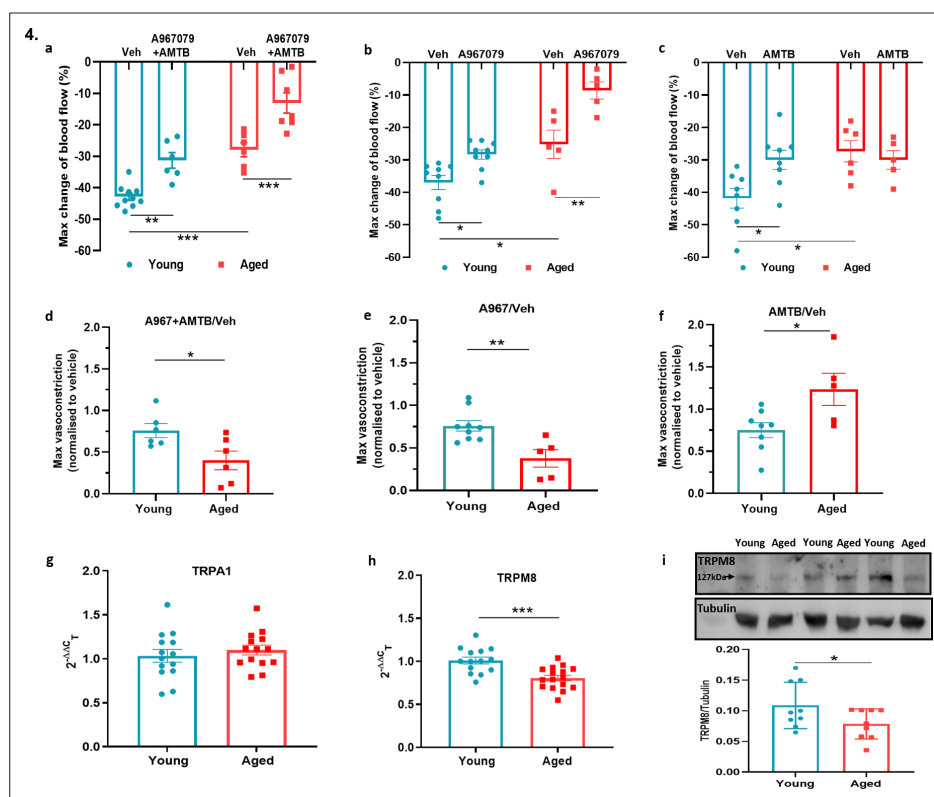 4.
a
Veh A967079 +AMTB Veh A967079 +AMTB
Max change of blood flow (%)
0
-10
-20
-30
-40
-50
-60
**
***
***
Young Aged
b
Veh A967079 Veh A967079
Max change of blood flow (%)
0
-10
-20
-30
-40
-50
-60
*
**
*
Young Aged
c
Veh AMTB Veh AMTB
Max change of blood flow (%)
0
-10
-20
-30
-40
-50
-60
*
*
Young Aged
d
A967+AMTB/Veh
Max vasoconstriction
(normalised to vehicle)
2.0
1.5
1.0
0.5
0.0
*
Young Aged
e
A967/Veh
Max vasoconstriction
(normalised to vehicle)
2.0
1.5
1.0
0.5
0.0
**
Young Aged
f
AMTB/Veh
Max vasoconstriction
(normalised to vehicle)
2.0
1.5
1.0
0.5
0.0
*
Young Aged
g
TRPA1
2-ΔΔCT
2.0
1.5
1.0
0.5
0.0
Young Aged
h
TRPM8
2-ΔΔCT
2.0
1.5
1.0
0.5
0.0
***
Young Aged
i
Young Aged Young Aged Young Aged
TRPM8
127kDa
Tubulin
TRPM8/Tubulin
0.20
0.15
0.10
0.05
0.00
*
Young Aged